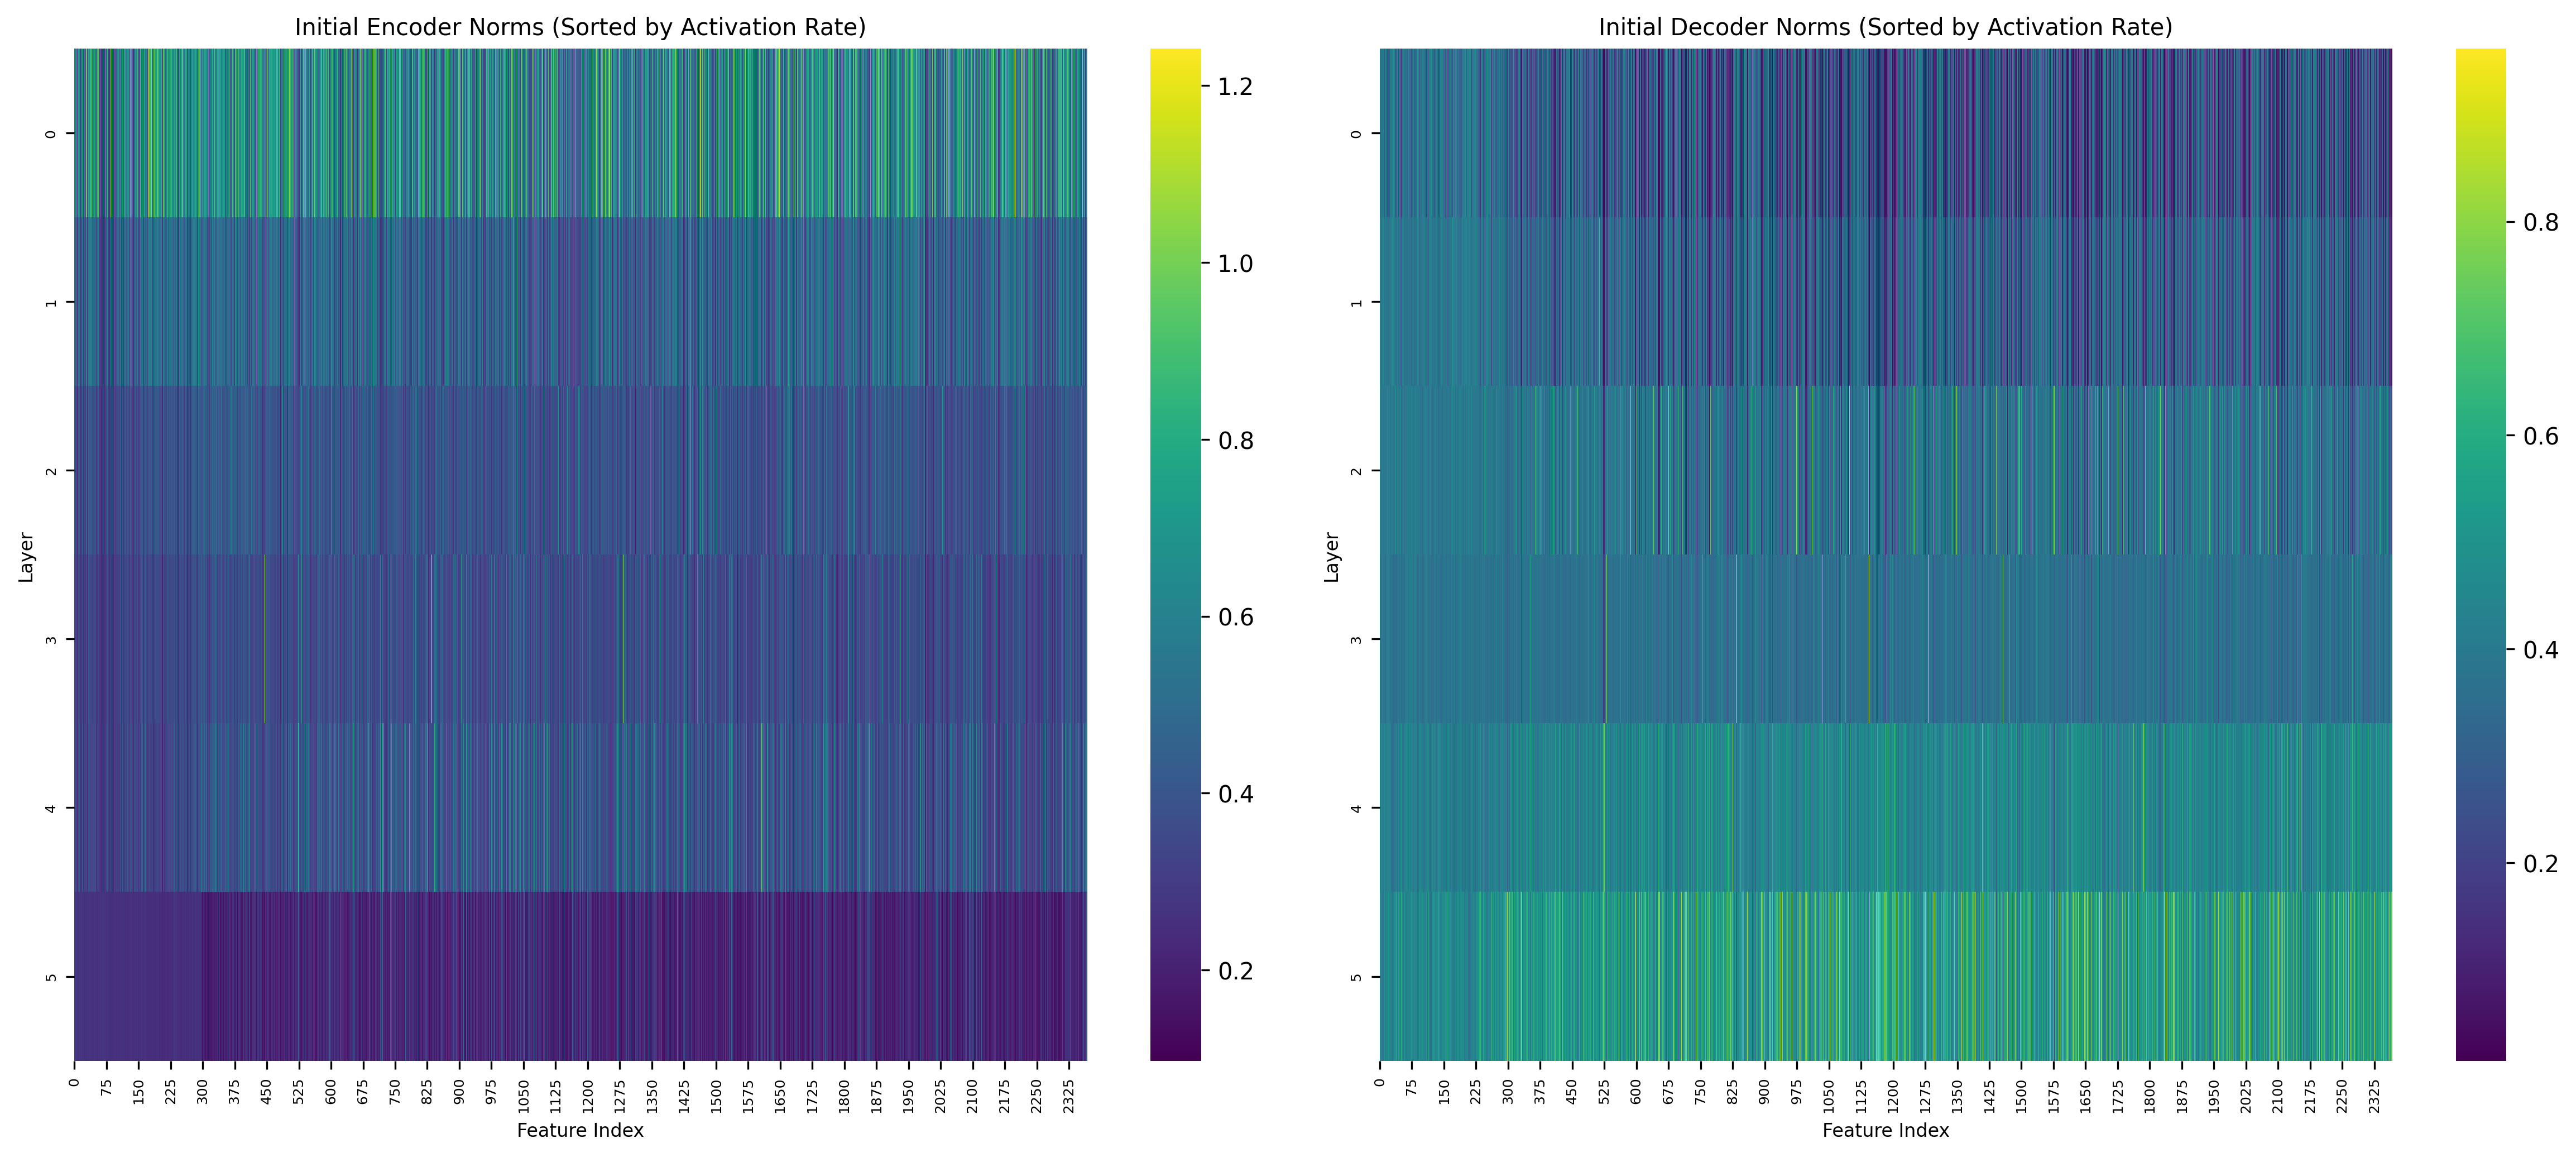 Initial Encoder Norms (Sorted by Activation Rate)
Layer
0
1
2
3
4
5
0 75 150 225 300 375 450 525 600 675 750 825 900 975 1050 1125 1200 1275 1350 1425 1500 1575 1650 1725 1800 1875 1950 2025 2100 2175 2250 2325
Feature Index
1.2
1.0
0.8
0.6
0.4
0.2
Initial Decoder Norms (Sorted by Activation Rate)
Layer
0
1
2
3
4
5
0 75 150 225 300 375 450 525 600 675 750 825 900 975 1050 1125 1200 1275 1350 1425 1500 1575 1650 1725 1800 1875 1950 2025 2100 2175 2250 2325
Feature Index
0.8
0.6
0.4
0.2